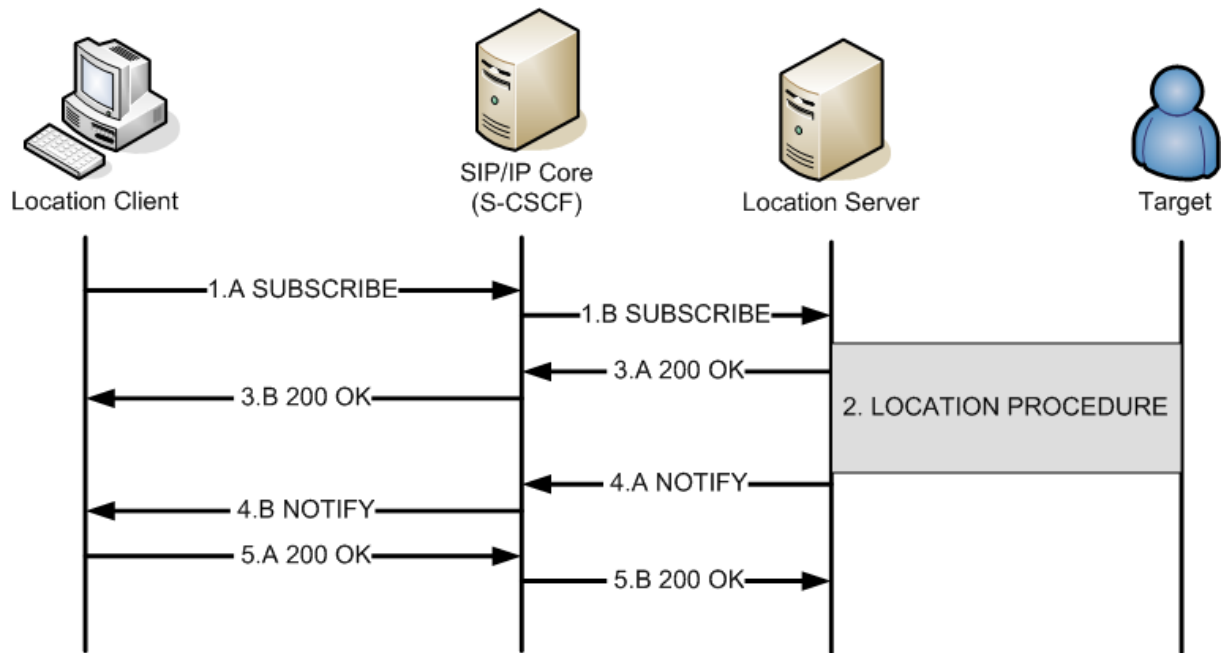 Location Client
SIP/IP Core
(S-CSCF)
Location Server
Target
1.A SUBSCRIBE
1.B SUBSCRIBE
3.A 200 OK
3.B 200 OK
2. LOCATION PROCEDURE
4.A NOTIFY
4.B NOTIFY
5.A 200 OK
5.B 200 OK